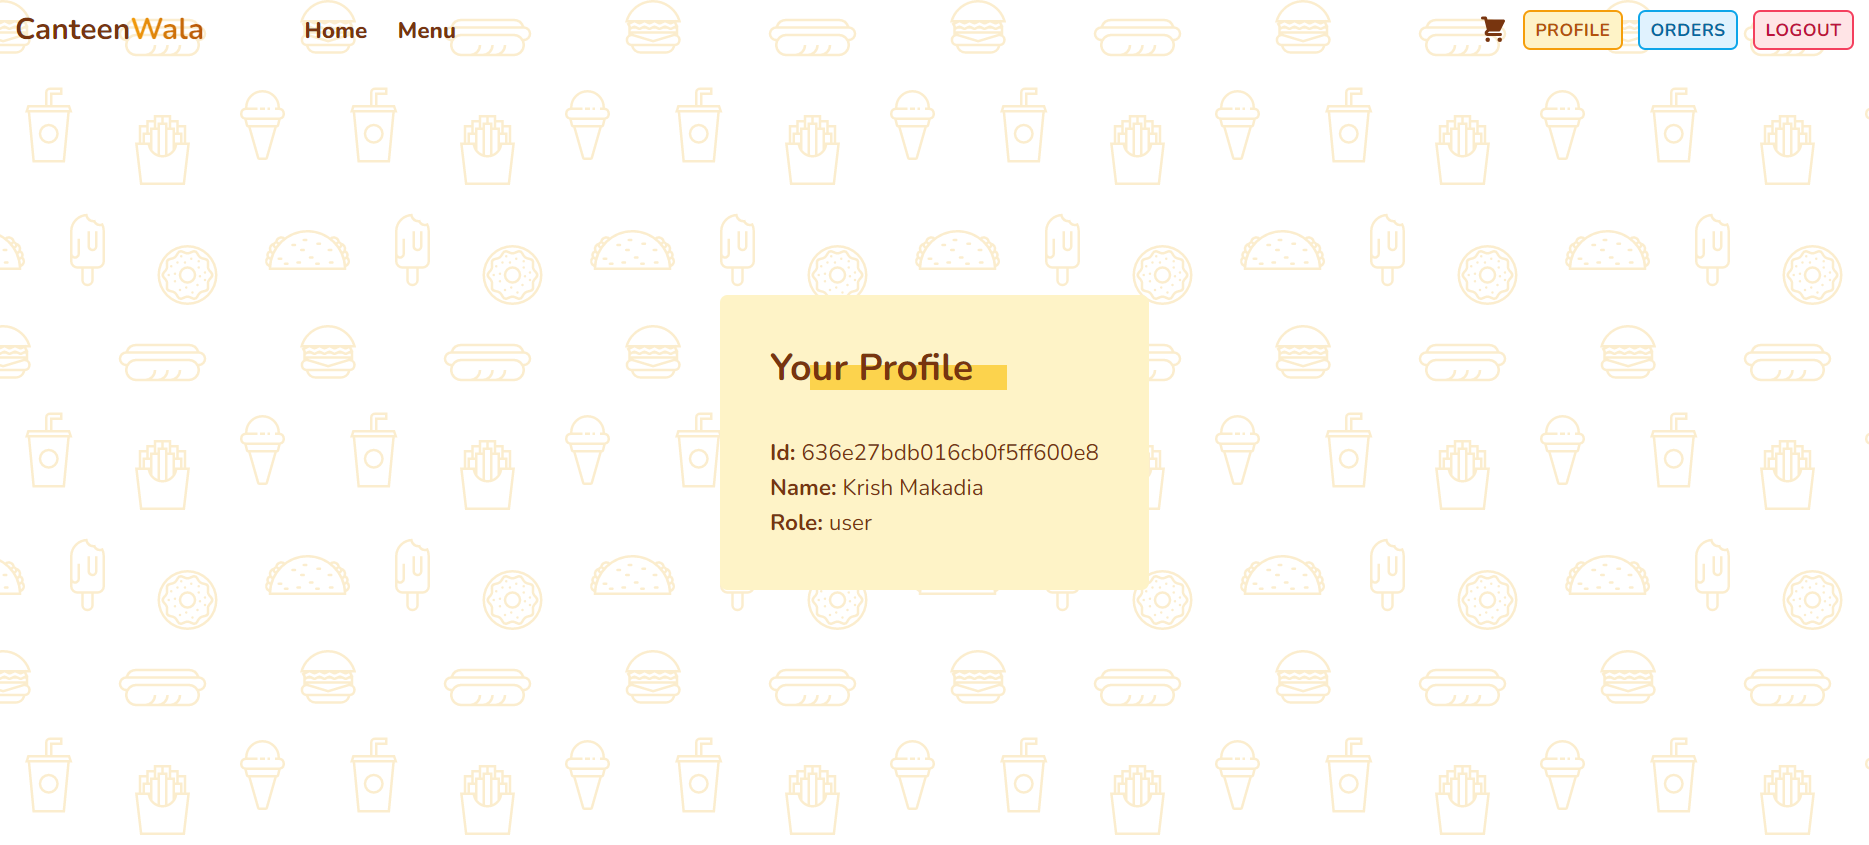 CanteenWala
Home Menu
PROFILE ORDERS LOGOUT
Your Profile
Id: 636e27bdb016cb0f5ff600e8
Name: Krish Makadia
Role: user